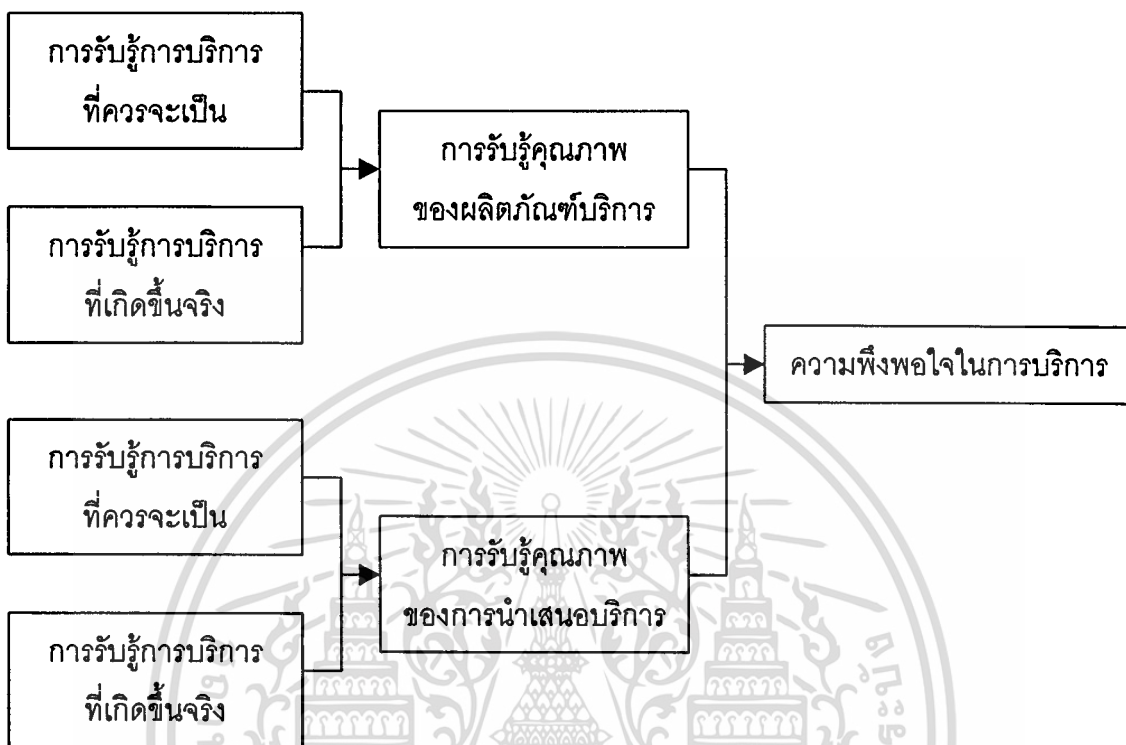 การรับรู้การบริการ
ที่ควรจะเป็น
การรับรู้การบริการ
ที่เกิดขึ้นจริง
การรับรู้คุณภาพ
ของผลิตภัณฑ์บริการ
ความพึงพอใจในการบริการ
การรับรู้การบริการ
ที่ควรจะเป็น
การรับรู้การบริการ
ที่เกิดขึ้นจริง
การรับรู้คุณภาพ
ของการนำเสนอบริการ